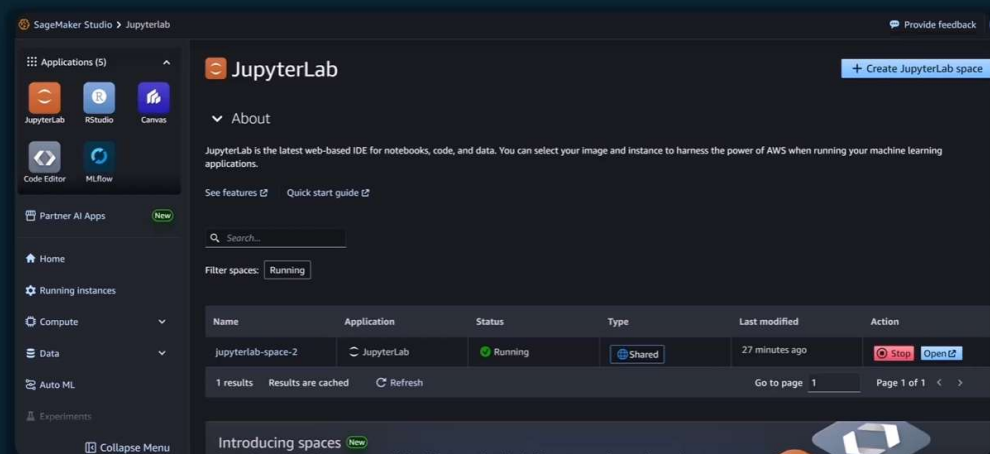 SageMaker Studio > Jupyterlab
Provide feedback
Applications (5)
JupyterLab
RStudio
Canvas
Code Editor
MLflow
Partner AI Apps New
Home
Running instances
Compute
Data
Auto ML
Experiments
Collapse Menu
JupyterLab
+ Create JupyterLab space
About
JupyterLab is the latest web-based IDE for notebooks, code, and data. You can select your image and instance to harness the power of AWS when running your machine learning
applications.
See features Quick start guide
Search...
Filter spaces: Running
Name Application Status Type Last modified Action
jupyterlab-space-2 JupyterLab Running Shared 27 minutes ago Stop Open
1 results Results are cached Refresh Go to page 1 Page 1 of 1 < >
Introducing spaces New